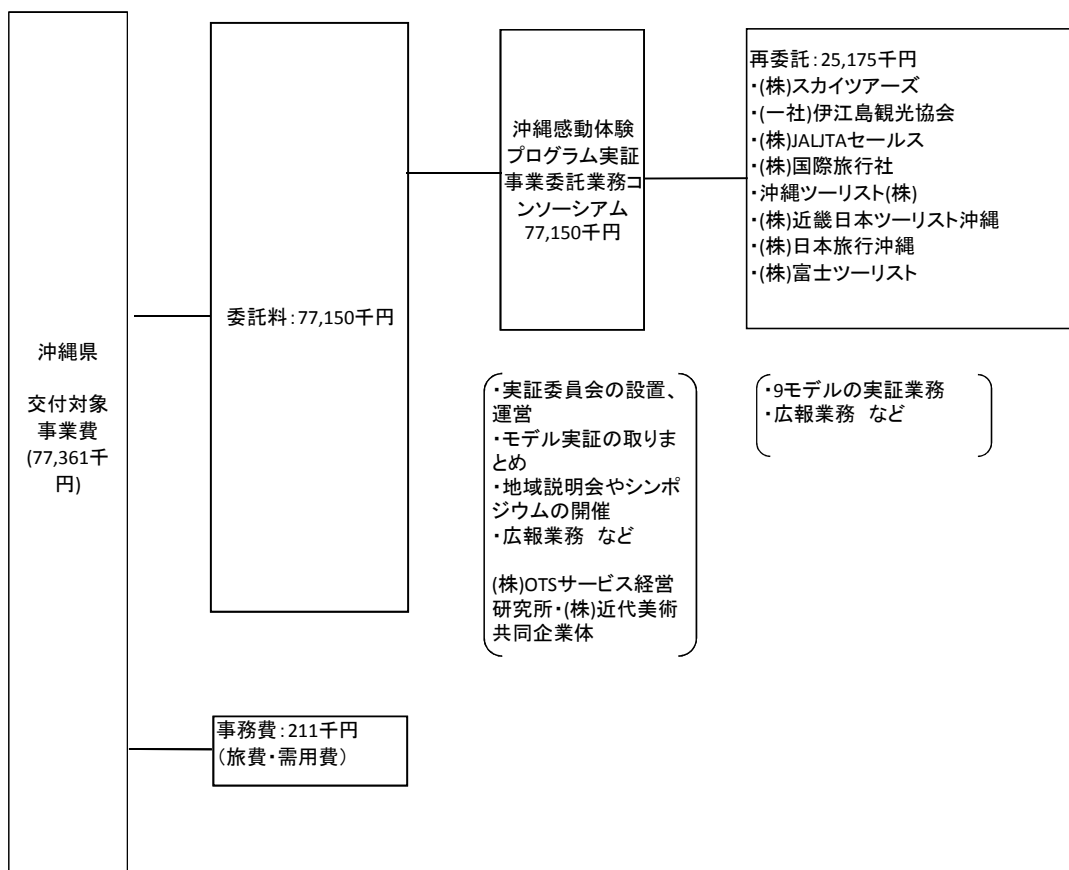 沖縄県
交付対象
事業費
(77,361千
円)
委託料：77,150千円
事務費：211千円
（旅費・需用費）
沖縄感動体験
プログラム実証
事業委託業務コ
ンソーシアム
77,150千円
・実証委員会の設置、
運営
・モデル実証の取りま
とめ
・地域説明会やシンポ
ジウムの開催
・広報業務　など
(株)OTSサービス経営
研究所・(株)近代美術
共同企業体
再委託：25,175千円
・(株)スカイツアーズ
・(一社)伊江島観光協会
・(株)JALJTAセールス
・(株)国際旅行社
・沖縄ツーリスト(株)
・(株)近畿日本ツーリスト沖縄
・(株)日本旅行沖縄
・(株)富士ツーリスト
・9モデルの実証業務
・広報業務　など